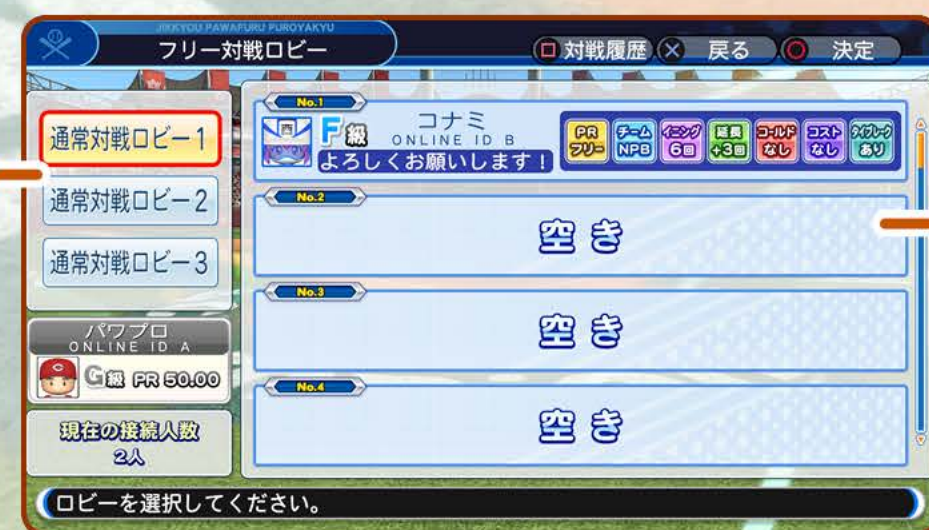 JIKKYOU PAWAFURU PUROYAKYU
フリー対戦ロビー
対戦履歴 戻る 決定
通常対戦ロビー1
通常対戦ロビー2
通常対戦ロビー3
パワプロ
ONLINE ID A
G級 PR 50.00
現在の接続人数
2人
No.1
F級
コナミ
ONLINE ID B
よろしくお願いします！
PR フリー
チーム NPB
イニング 6回
延長 +3回
コールド なし
コスト なし
タイブレーク あり
No.2
空き
No.3
空き
No.4
空き
ロビーを選択してください。